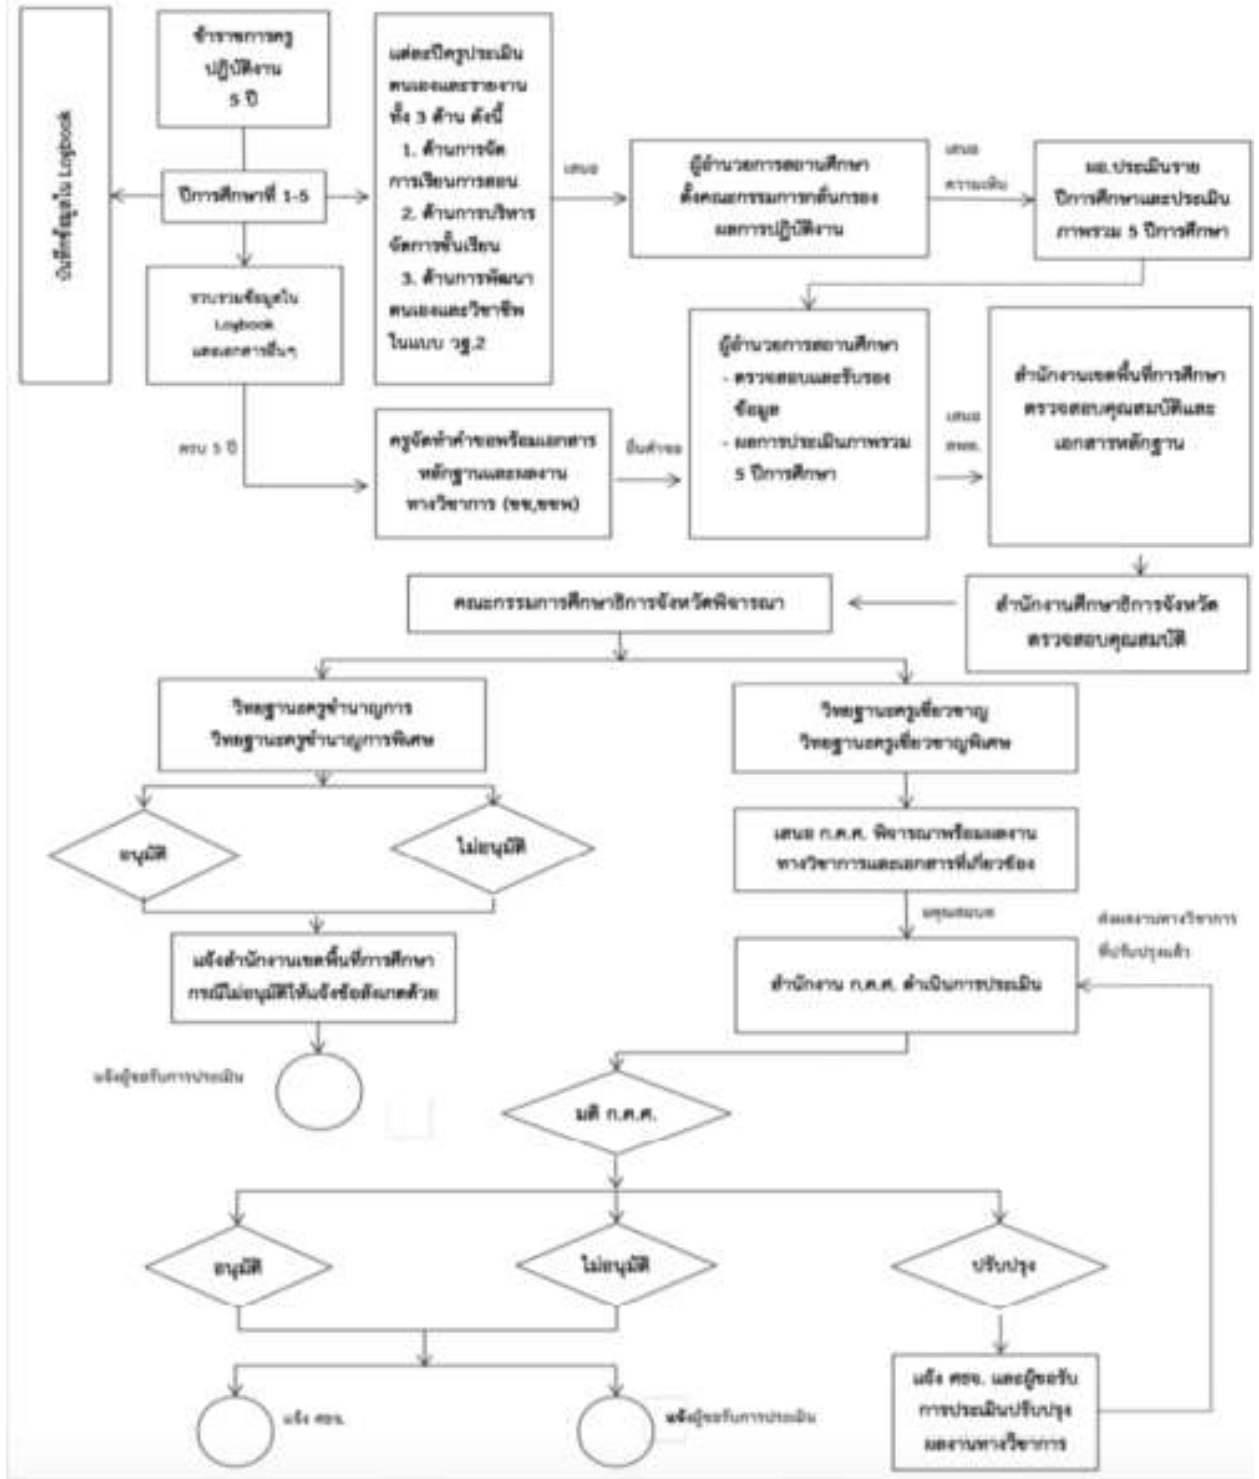 บันทึกข้อมูลใน Logbook
ข้าราชการครู
ปฏิบัติงาน
5 ปี
ปีการศึกษาที่ 1-5
รวบรวมข้อมูลใน
Logbook
และเอกสารอื่นๆ
แต่ละปีครูประเมิน
ตนเองและรายงาน
ทั้ง 3 ด้าน ดังนี้
1. ด้านการจัด
การเรียนการสอน
2. ด้านการบริหาร
จัดการชั้นเรียน
3. ด้านการพัฒนา
ตนเองและวิชาชีพ
ในแบบ วฐ.2
เสนอ
ผู้อำนวยการสถานศึกษา
ตั้งคณะกรรมการกลั่นกรอง
ผลการปฏิบัติงาน
เสนอ
ความเห็น
ผอ.ประเมินราย
ปีการศึกษาและประเมิน
ภาพรวม 5 ปีการศึกษา
ครบ 5 ปี
ครูจัดทำคำขอพร้อมเอกสาร
หลักฐานและผลงาน
ทางวิชาการ (ชช,ชชพ)
ยื่นคำขอ
ผู้อำนวยการสถานศึกษา
- ตรวจสอบและรับรอง
ข้อมูล
- ผลการประเมินภาพรวม
5 ปีการศึกษา
เสนอ
สพท.
สำนักงานเขตพื้นที่การศึกษา
ตรวจสอบคุณสมบัติและ
เอกสารหลักฐาน
สำนักงานศึกษาธิการจังหวัด
ตรวจสอบคุณสมบัติ
คณะกรรมการศึกษาธิการจังหวัดพิจารณา
วิทยฐานะครูชำนาญการ
วิทยฐานะครูชำนาญการพิเศษ
วิทยฐานะครูเชี่ยวชาญ
วิทยฐานะครูเชี่ยวชาญพิเศษ
อนุมัติ
ไม่อนุมัติ
เสนอ ก.ค.ศ. พิจารณาพร้อมผลงาน
ทางวิชาการและเอกสารที่เกี่ยวข้อง
มีคุณสมบัติ
ส่งผลงานทางวิชาการ
ที่ปรับปรุงแล้ว
แจ้งสำนักงานเขตพื้นที่การศึกษา
กรณีไม่อนุมัติให้แจ้งข้อสังเกตด้วย
สำนักงาน ก.ค.ศ. ดำเนินการประเมิน
แจ้งผู้ขอรับการประเมิน
มติ ก.ค.ศ.
อนุมัติ
ไม่อนุมัติ
ปรับปรุง
แจ้ง ศธจ.
แจ้งผู้ขอรับการประเมิน
แจ้ง ศธจ. และผู้ขอรับ
การประเมินปรับปรุง
ผลงานทางวิชาการ